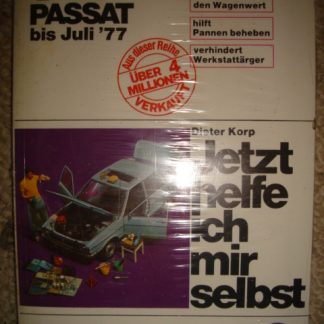 PASSAT
bis Juli '77
den Wagenwert
hilft
Pannen beheben
verhindert
Werkstattärger
Aus dieser Reihe
ÜBER 4
MILLIONEN
VERKAUFT
Dieter Korp
Jetzt
helfe
ich
mir
selbst